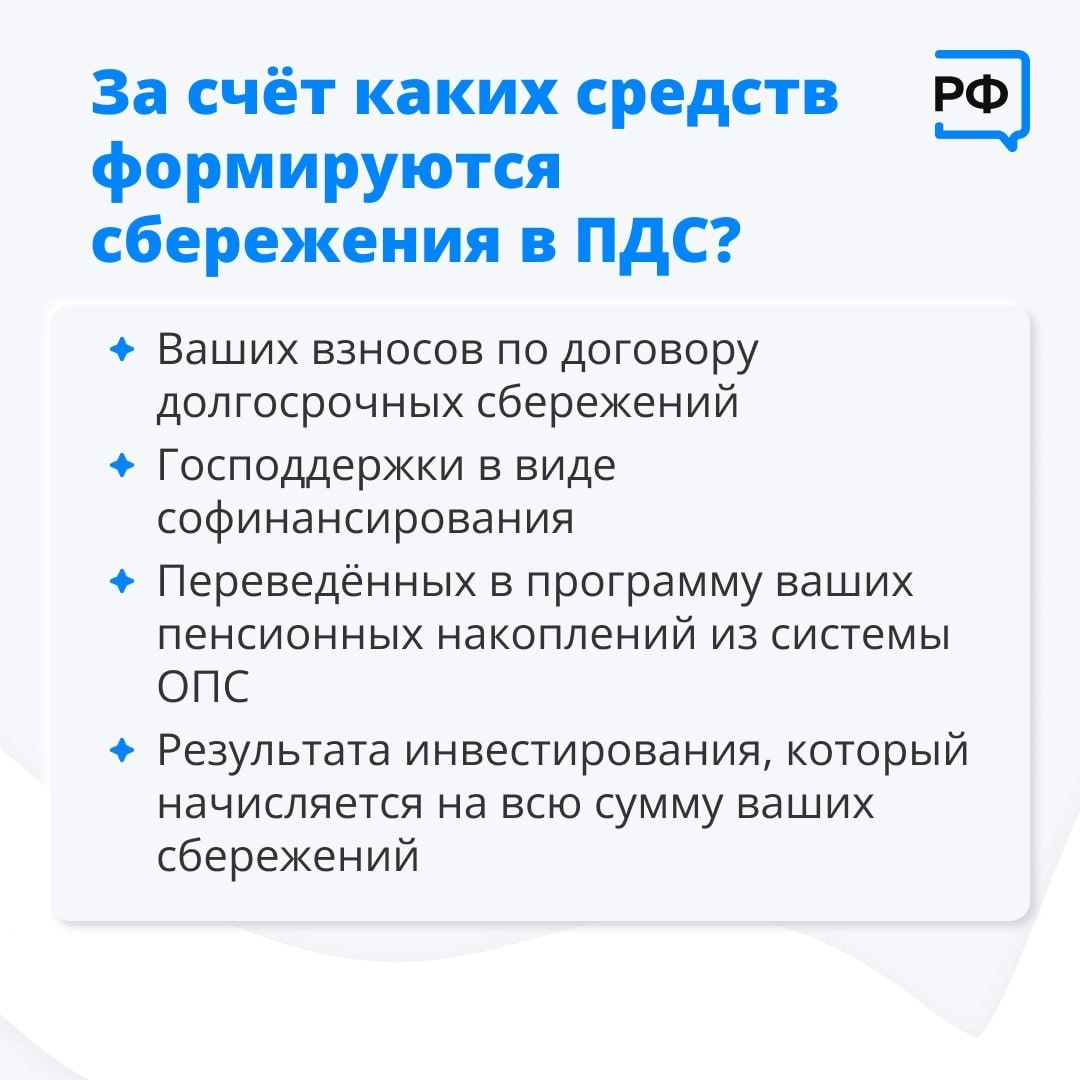 За счёт каких средств
формируются
сбережения в ПДС?
РФ
Ваших взносов по договору
долгосрочных сбережений
Господдержки в виде
софинансирования
Переведённых в программу ваших
пенсионных накоплений из системы
ОПС
Результата инвестирования, который
начисляется на всю сумму ваших
сбережений